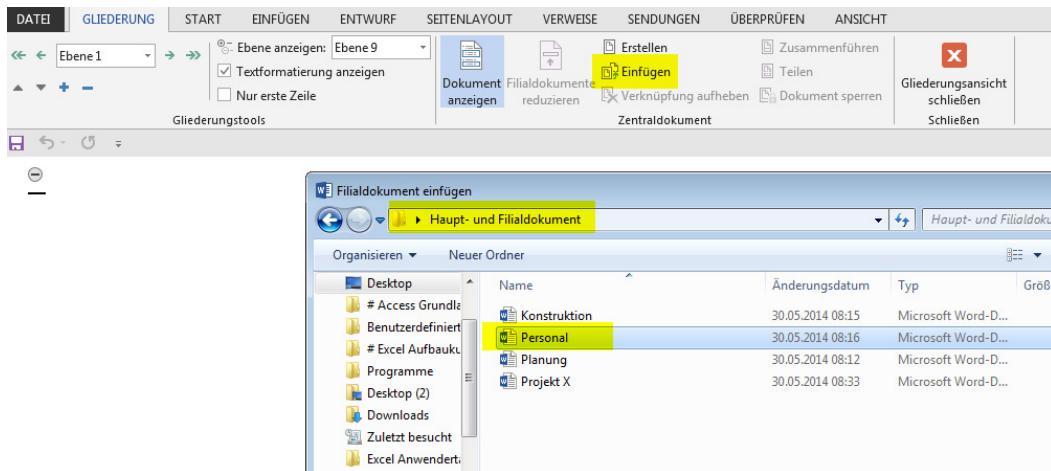 DATEI GLIEDERUNG START EINFÜGEN ENTWURF SEITENLAYOUT VERWEISE SENDUNGEN ÜBERPRÜFEN ANSICHT
Ebene 1
Ebene anzeigen: Ebene 9
Textformatierung anzeigen
Nur erste Zeile
Gliederungstools
Dokument anzeigen
Filialdokumente reduzieren
Erstellen
Einfügen
Verknüpfung aufheben
Zusammenführen
Teilen
Dokument sperren
Zentraldokument
Gliederungsansicht schließen
Schließen
Filialdokument einfügen
Haupt- und Filialdokument
Haupt- und Filialdoku
Organisieren Neuer Ordner
Desktop
# Access Grundla
Benutzerdefiniert
# Excel Aufbauku
Programme
Desktop (2)
Downloads
Zuletzt besucht
Excel Anwenderta
Name Änderungsdatum Typ Größ
Konstruktion 30.05.2014 08:15 Microsoft Word-D...
Personal 30.05.2014 08:16 Microsoft Word-D...
Planung 30.05.2014 08:12 Microsoft Word-D...
Projekt X 30.05.2014 08:33 Microsoft Word-D...